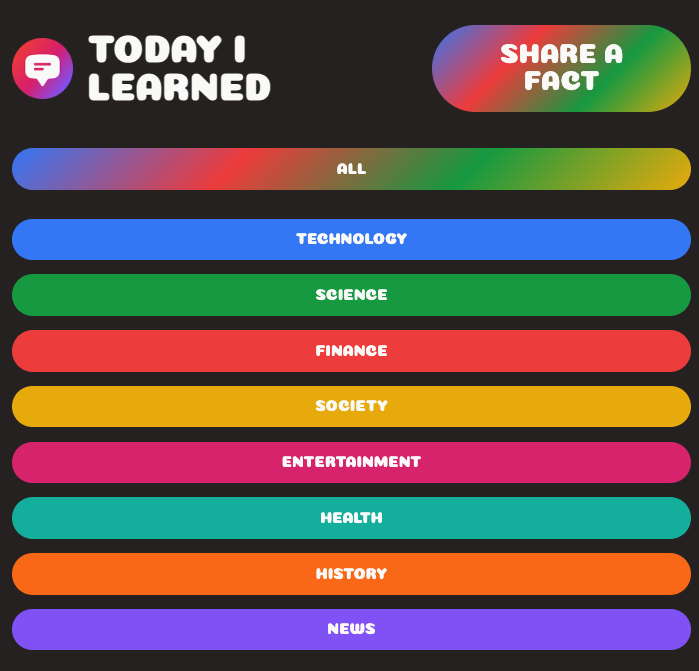 TODAY I
LEARNED
SHARE A
FACT
ALL
TECHNOLOGY
SCIENCE
FINANCE
SOCIETY
ENTERTAINMENT
HEALTH
HISTORY
NEWS